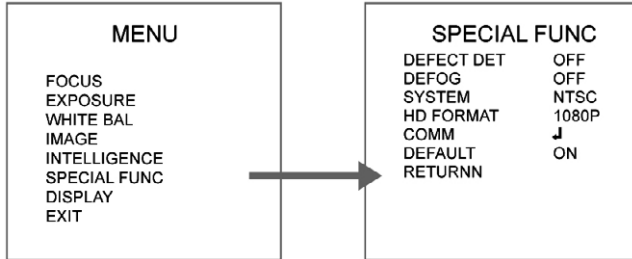 MENU
FOCUS
EXPOSURE
WHITE BAL
IMAGE
INTELLIGENCE
SPECIAL FUNC
DISPLAY
EXIT
SPECIAL FUNC
DEFECT DET OFF
DEFOG OFF
SYSTEM NTSC
HD FORMAT 1080P
COMM ↲
DEFAULT ON
RETURNN